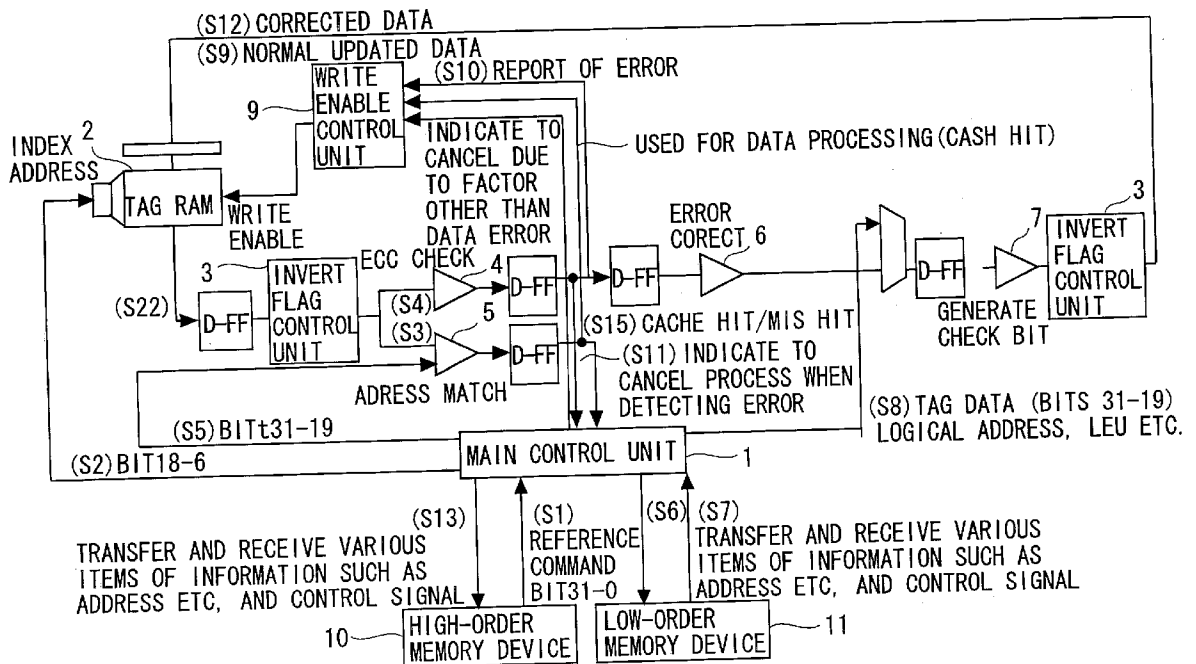 (S12) CORRECTED DATA
(S9) NORMAL UPDATED DATA
(S10) REPORT OF ERROR
WRITE
ENABLE
CONTROL
UNIT
9
INDEX 2
ADDRESS
TAG RAM
WRITE
ENABLE
INDICATE TO
CANCEL DUE
TO FACTOR
OTHER THAN
DATA ERROR
USED FOR DATA PROCESSING (CASH HIT)
ECC CHECK
4
ERROR
CORECT 6
7
3
INVERT
FLAG
CONTROL
UNIT
3
INVERT
FLAG
CONTROL
UNIT
(S22)
D-FF
(S4)
(S3)
5
D-FF
D-FF
D-FF
D-FF
GENERATE
CHECK BIT
(S15) CACHE HIT/MIS HIT
(S11) INDICATE TO
CANCEL PROCESS WHEN
DETECTING ERROR
ADRESS MATCH
(S5) BITt31-19
(S2) BIT18-6
(S8) TAG DATA (BITS 31-19)
LOGICAL ADDRESS, LEU ETC.
MAIN CONTROL UNIT
1
(S13)
(S1)
REFERENCE
COMMAND
BIT31-0
(S6)
(S7)
TRANSFER AND RECEIVE VARIOUS
ITEMS OF INFORMATION SUCH AS
ADDRESS ETC, AND CONTROL SIGNAL
TRANSFER AND RECEIVE VARIOUS
ITEMS OF INFORMATION SUCH AS
ADDRESS ETC, AND CONTROL SIGNAL
10
HIGH-ORDER
MEMORY DEVICE
LOW-ORDER
MEMORY DEVICE
11